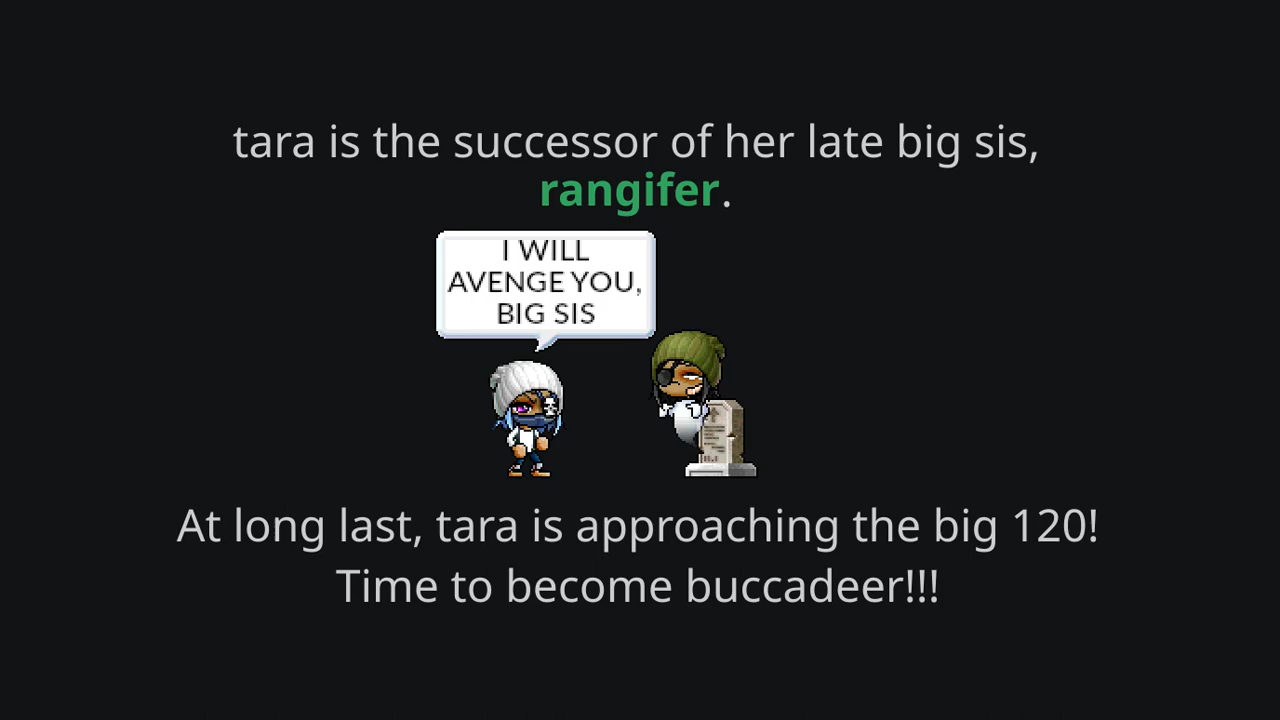 tara is the successor of her late big sis,
rangifer.
I WILL
AVENGE YOU,
BIG SIS
At long last, tara is approaching the big 120!
Time to become buccadeer!!!